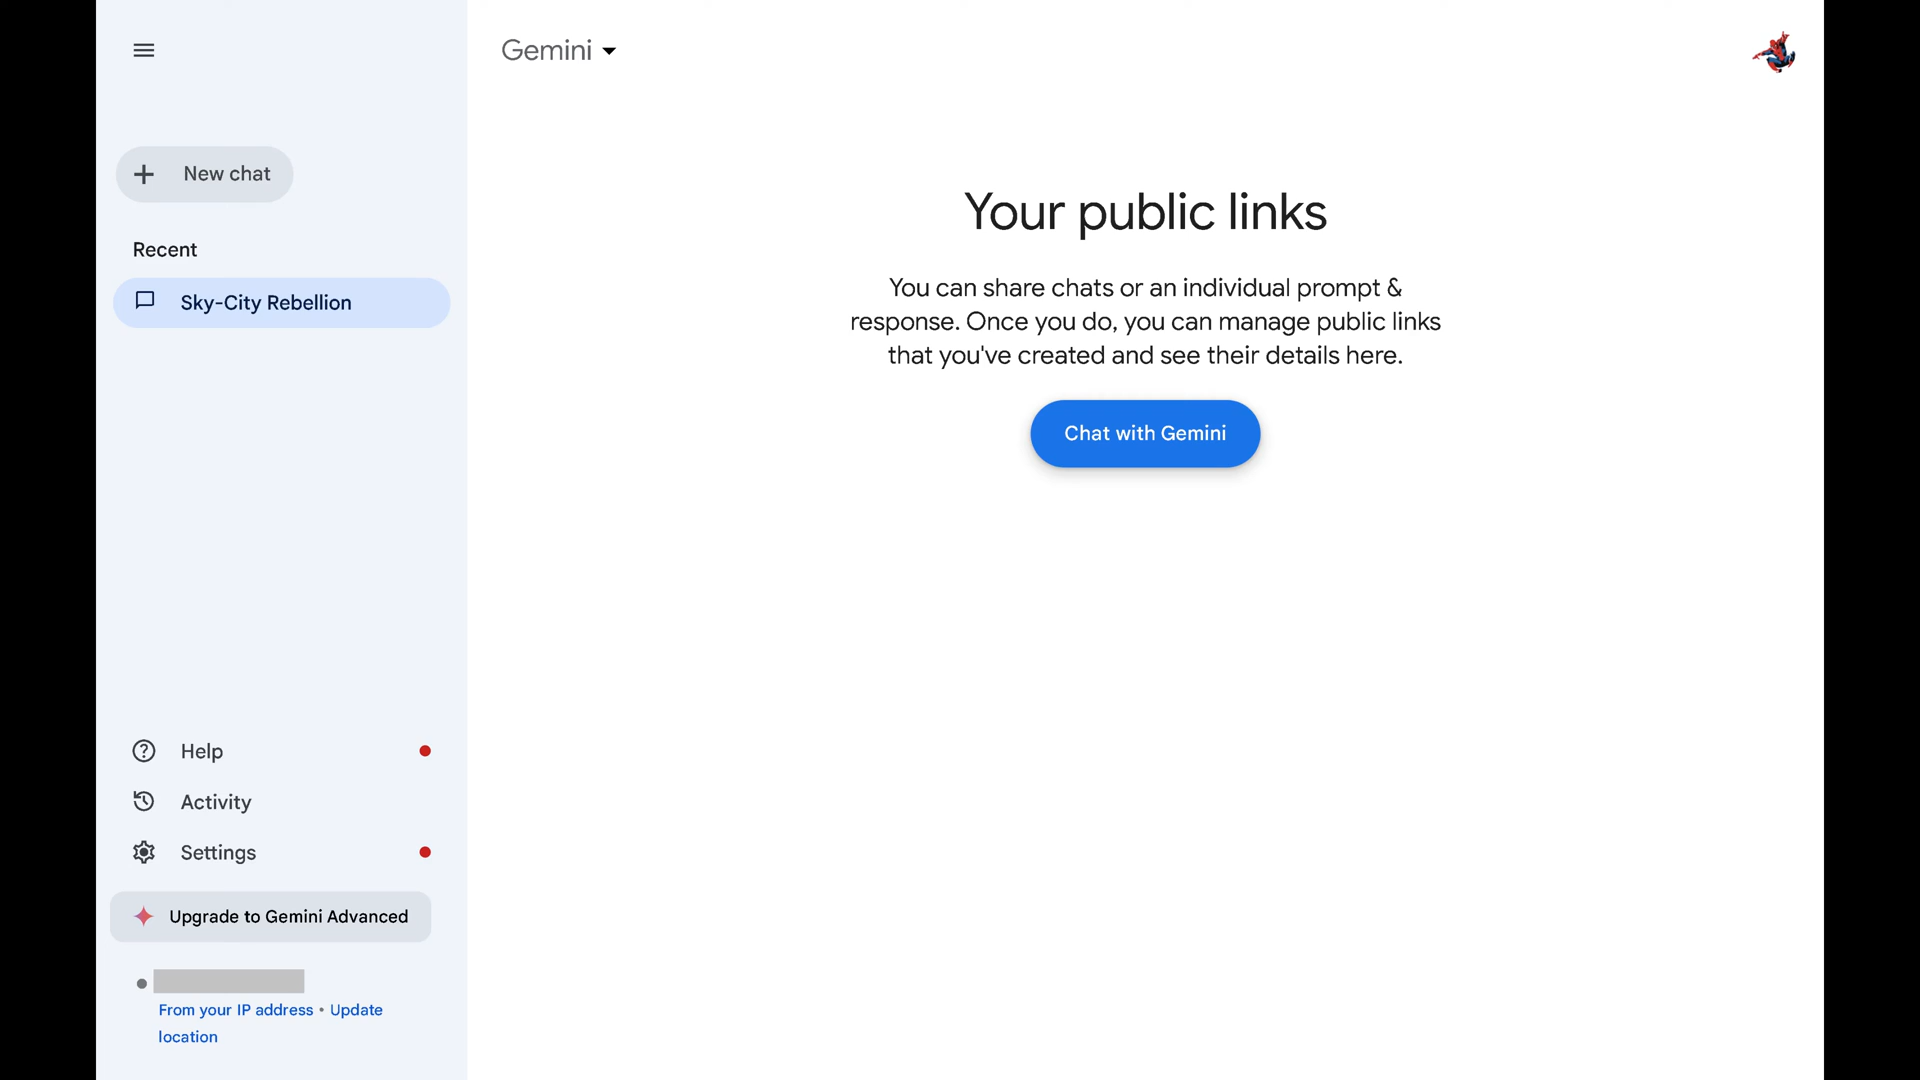 Gemini
New chat
Recent
Sky-City Rebellion
Your public links
You can share chats or an individual prompt &
response. Once you do, you can manage public links
that you've created and see their details here.
Chat with Gemini
Help
Activity
Settings
Upgrade to Gemini Advanced
From your IP address • Update
location